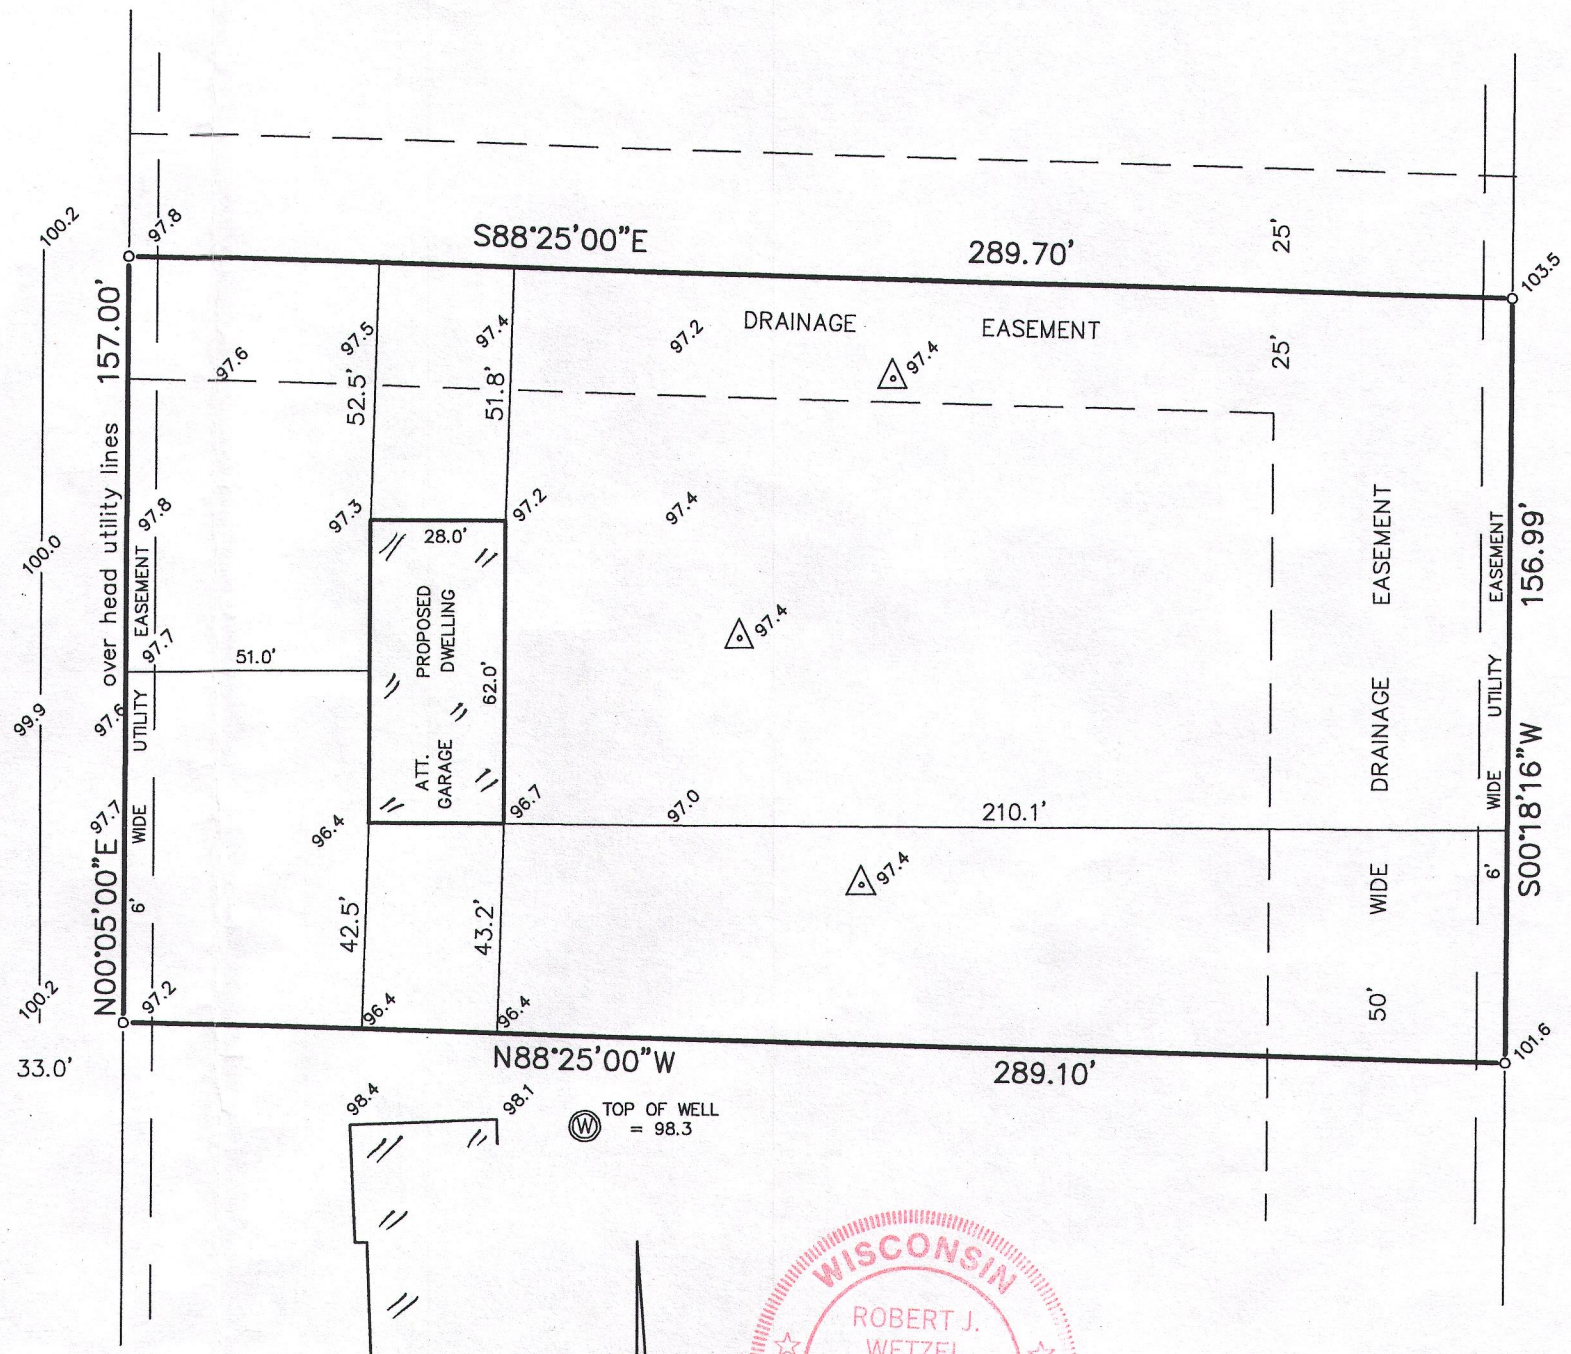 100.2
97.8
S88°25'00"E
289.70'
25'
103.5
157.00'
97.5
97.4
97.2
DRAINAGE EASEMENT
25'
97.6
97.4
52.5'
51.8'
over head utility lines
97.8
97.3
97.2
97.4
28.0'
100.0
EASEMENT
97.7
51.0'
PROPOSED
DWELLING
62.0'
97.4
EASEMENT
EASEMENT
156.99'
99.9
97.6
UTILITY
ATT.
GARAGE
DRAINAGE
UTILITY
97.7
WIDE
96.4
96.7
97.0
210.1'
WIDE
S00°18'16"W
N00°05'00"E
6'
42.5'
43.2'
97.4
WIDE
6'
100.2
97.2
96.4
96.4
50'
101.6
33.0'
N88°25'00"W
289.10'
98.4
98.1
W
TOP OF WELL
= 98.3
WISCONSIN
ROBERT J.
WETZEL